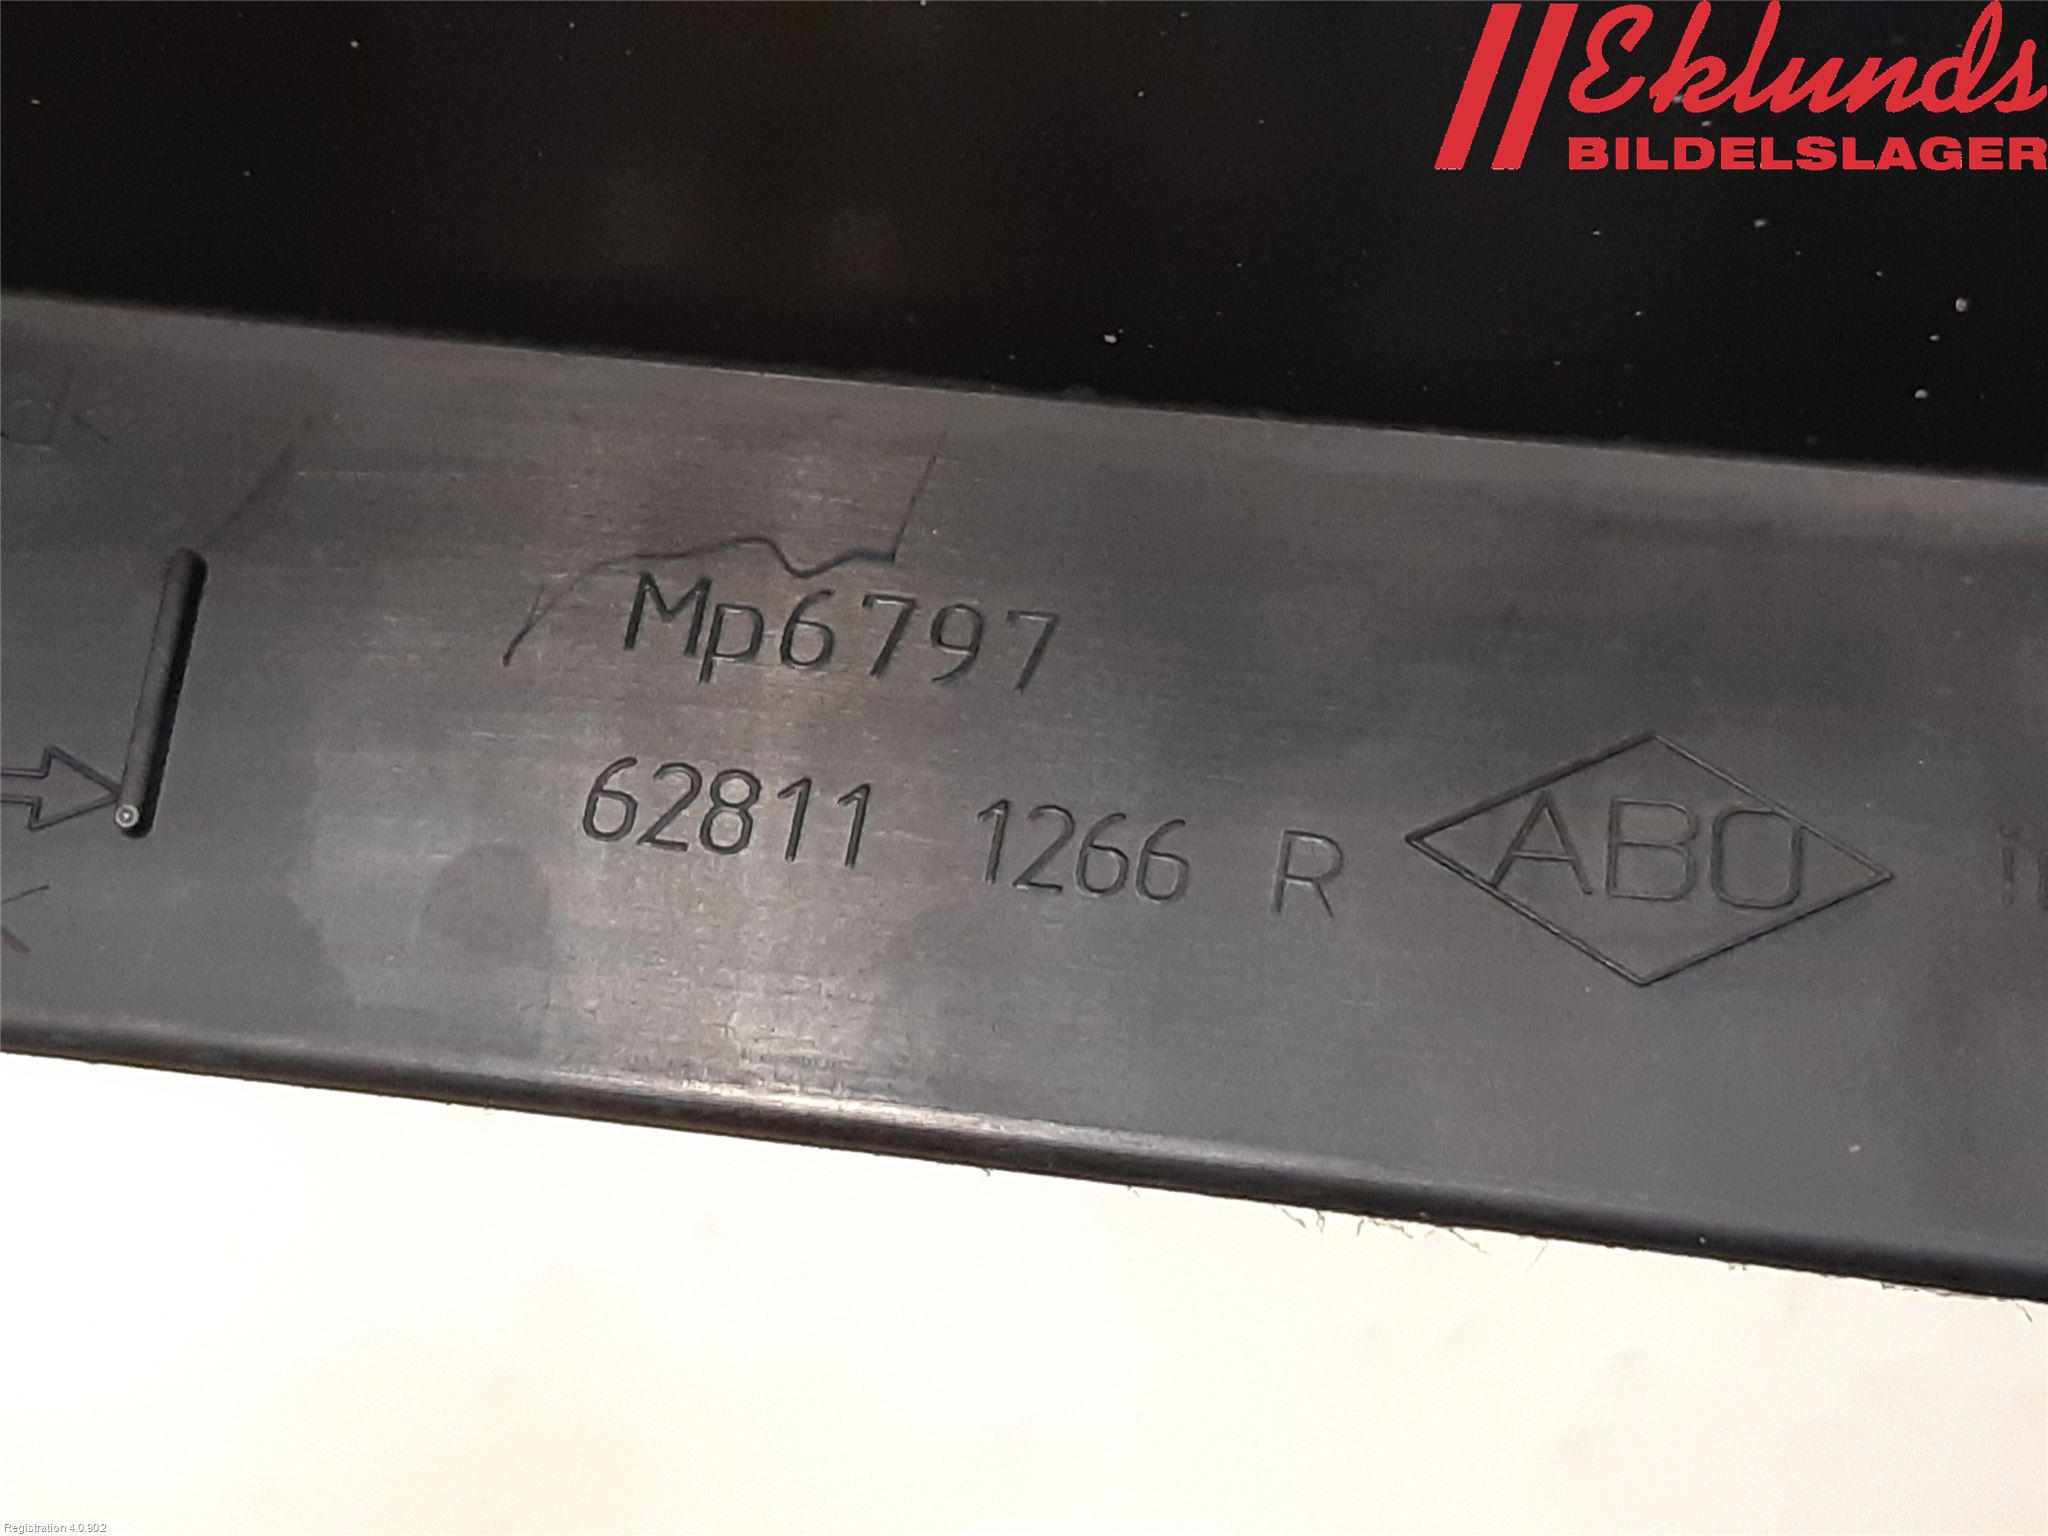 Eklunds
BILDELSLAGER
Mp6797
62811 1266 R ABO
Registration 4.0.902